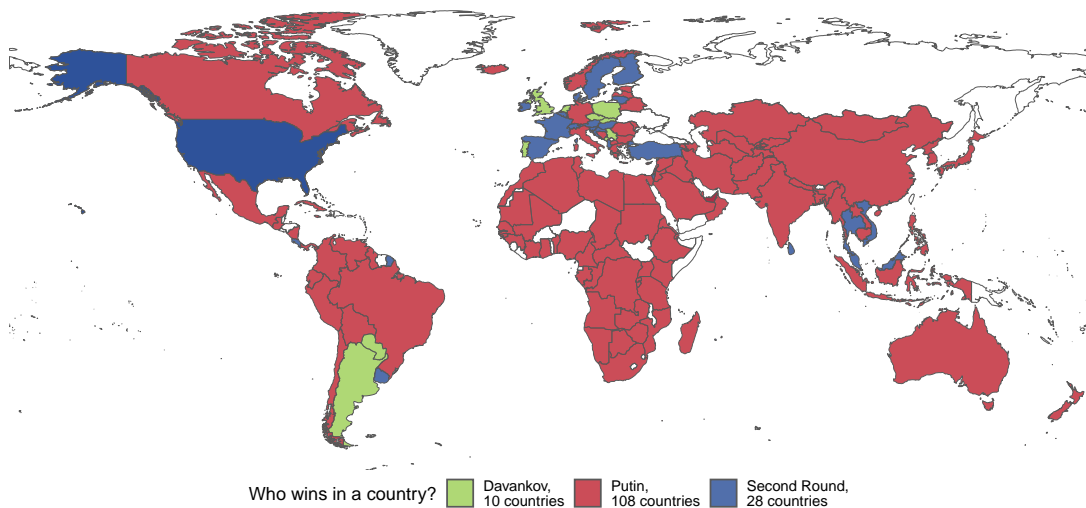 Who wins in a country?
Davankov,
10 countries
Putin,
108 countries
Second Round,
28 countries